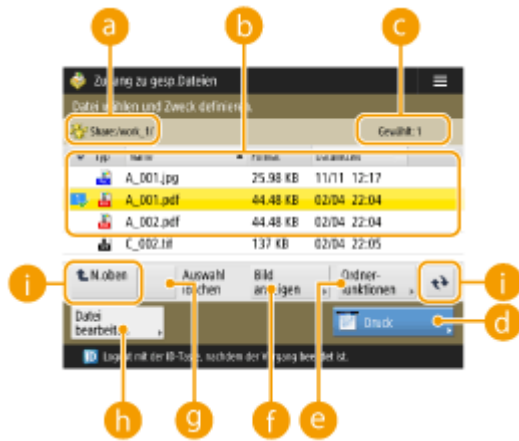 a b c
Zugang zu gesp.Dateien
Datei wählen und Zweck definieren.
Share:/work_1/ Gewählt: 1
Typ Name Format
A_001.jpg 25.98 KB 11/11 12:17
A_001.pdf 44.48 KB 02/04 22:04
A_002.pdf 44.48 KB 02/04 22:04
C_002.tif 137 KB 02/04 22:05
N.oben Auswahl löschen Bild anzeigen Ordner-funktionen
i i
Datei bearbeit... Druck
d
Logout mit der ID-Taste, nachdem der Vorgang beendet ist.
h g f e